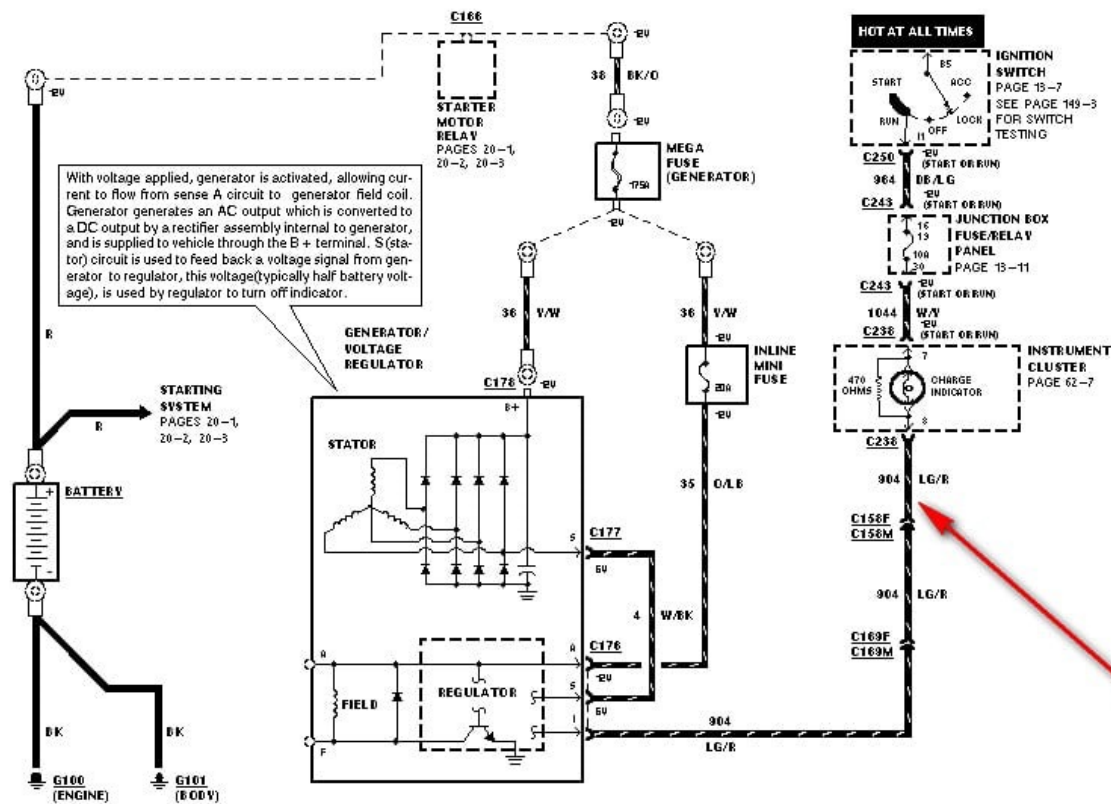 C166
12V
12V
12V
38
BK/O
12V
STARTER
MOTOR
RELAY
PAGES 20-1,
20-2, 20-3
MEGA
FUSE
(GENERATOR)
175A
12V
HOT AT ALL TIMES
B5
START
ACC
LOCK
OFF
RUN
I1
IGNITION
SWITCH
PAGE 13-7
SEE PAGE 149-3
FOR SWITCH
TESTING
C250
12V
(START OR RUN)
964
DB/LG
C243
12V
(START OR RUN)
16
19
10A
30
JUNCTION BOX
FUSE/RELAY
PANEL
PAGE 13-11
C243
12V
(START OR RUN)
1044
W/Y
C238
12V
(START OR RUN)
7
470
OHMS
CHARGE
INDICATOR
8
INSTRUMENT
CLUSTER
PAGE 62-7
C238
904
LG/R
C158F
C158M
904
LG/R
C169F
C169M
904
LG/R
With voltage applied, generator is activated, allowing cur-
rent to flow from sense A circuit to generator field coil.
Generator generates an AC output which is converted to
a DC output by a rectifier assembly internal to generator,
and is supplied to vehicle through the B + terminal. S (sta-
tor) circuit is used to feed back a voltage signal from gen-
erator to regulator, this voltage(typically half battery volt-
age), is used by regulator to turn off indicator.
36
Y/W
36
Y/W
INLINE
MINI
FUSE
20A
12V
35
O/LB
GENERATOR/
VOLTAGE
REGULATOR
C178
12V
B+
STATOR
S
C177
6V
4
W/BK
C176
A
A
12V
S
6V
I
F
FIELD
REGULATOR
R
R
STARTING
SYSTEM
PAGES 20-1,
20-2, 20-3
BATTERY
+
-
BK
BK
G100
(ENGINE)
G101
(BODY)